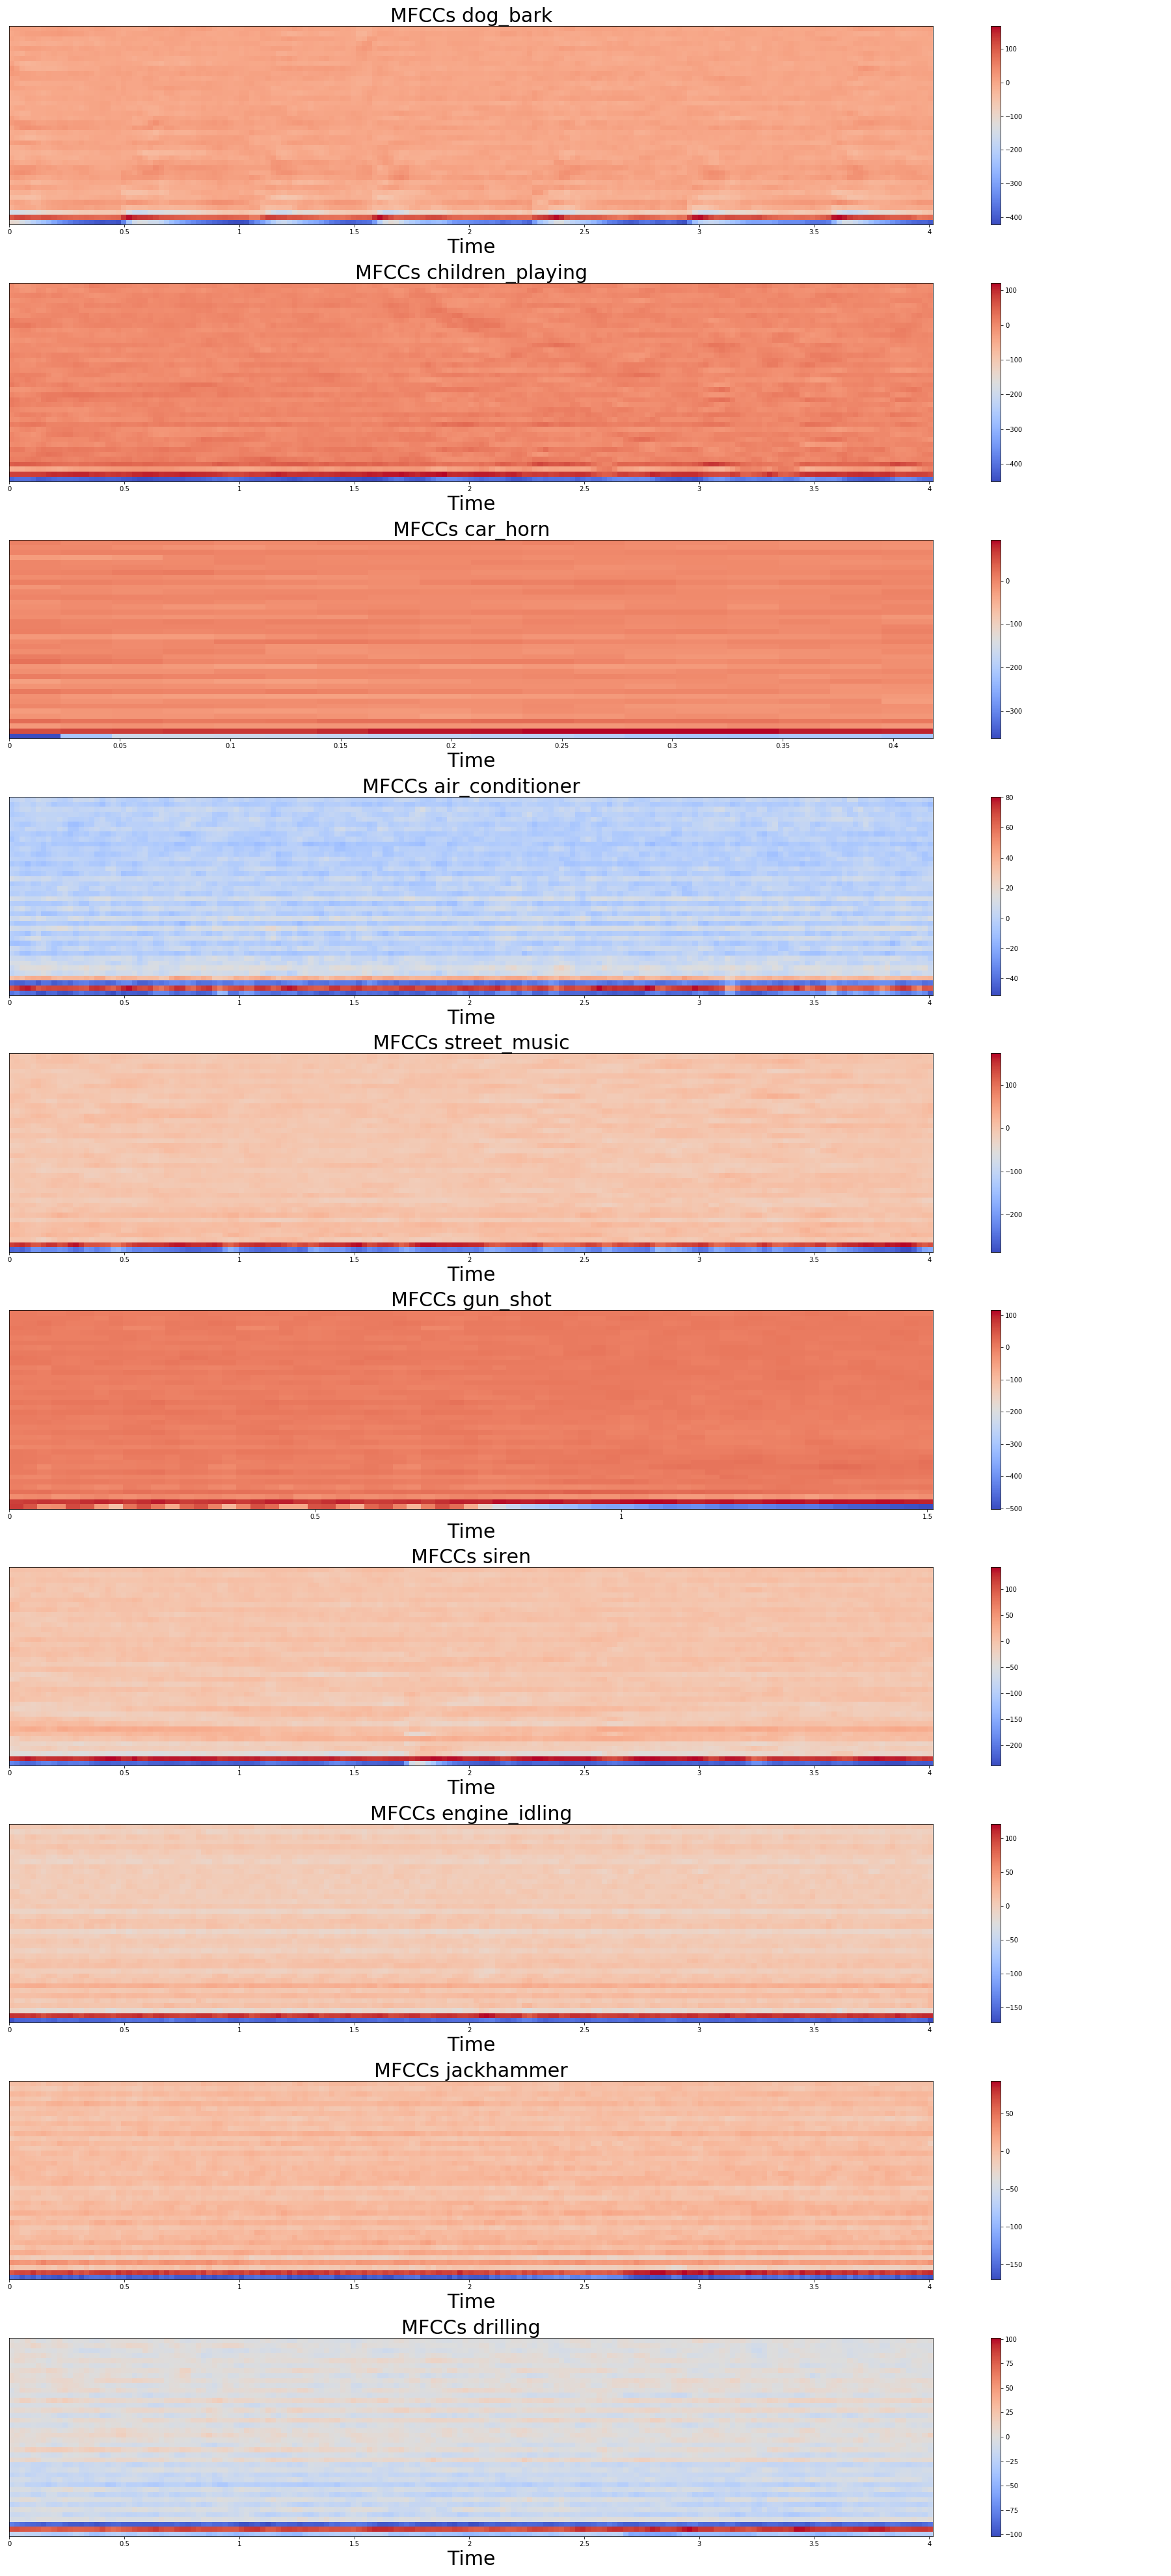 MFCCs dog_bark
100
0
−100
−200
−300
−400
0 0.5 1 1.5 2 2.5 3 3.5 4
Time
MFCCs children_playing
100
0
−100
−200
−300
−400
0 0.5 1 1.5 2 2.5 3 3.5 4
Time
MFCCs car_horn
0
−100
−200
−300
0 0.05 0.1 0.15 0.2 0.25 0.3 0.35 0.4
Time
MFCCs air_conditioner
80
60
40
20
0
−20
−40
0 0.5 1 1.5 2 2.5 3 3.5 4
Time
MFCCs street_music
100
0
−100
−200
0 0.5 1 1.5 2 2.5 3 3.5 4
Time
MFCCs gun_shot
100
0
−100
−200
−300
−400
−500
0 0.5 1 1.5
Time
MFCCs siren
100
50
0
−50
−100
−150
−200
0 0.5 1 1.5 2 2.5 3 3.5 4
Time
MFCCs engine_idling
100
50
0
−50
−100
−150
0 0.5 1 1.5 2 2.5 3 3.5 4
Time
MFCCs jackhammer
50
0
−50
−100
−150
0 0.5 1 1.5 2 2.5 3 3.5 4
Time
MFCCs drilling
100
75
50
25
0
−25
−50
−75
−100
0 0.5 1 1.5 2 2.5 3 3.5 4
Time